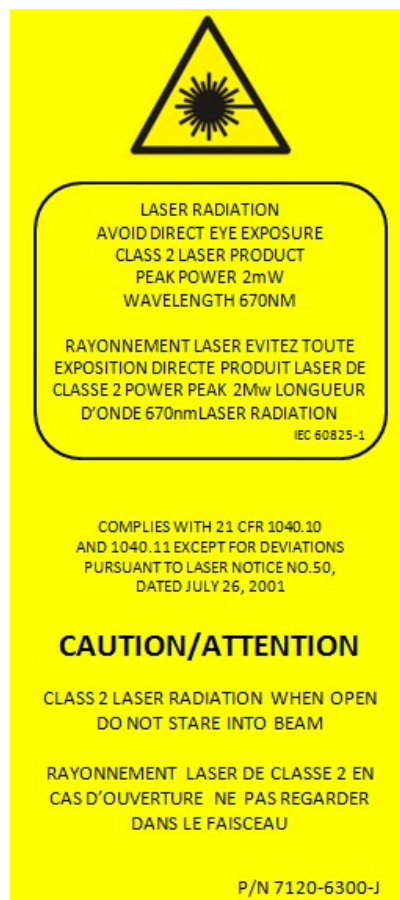 LASER RADIATION
AVOID DIRECT EYE EXPOSURE
CLASS 2 LASER PRODUCT
PEAK POWER 2mW
WAVELENGTH 670NM
RAYONNEMENT LASER EVITEZ TOUTE
EXPOSITION DIRECTE PRODUIT LASER DE
CLASSE 2 POWER PEAK 2Mw LONGUEUR
D'ONDE 670nmLASER RADIATION
IEC 60825-1
COMPLIES WITH 21 CFR 1040.10
AND 1040.11 EXCEPT FOR DEVIATIONS
PURSUANT TO LASER NOTICE NO.50,
DATED JULY 26, 2001
CAUTION/ATTENTION
CLASS 2 LASER RADIATION WHEN OPEN
DO NOT STARE INTO BEAM
RAYONNEMENT LASER DE CLASSE 2 EN
CAS D'OUVERTURE NE PAS REGARDER
DANS LE FAISCEAU
P/N 7120-6300-J